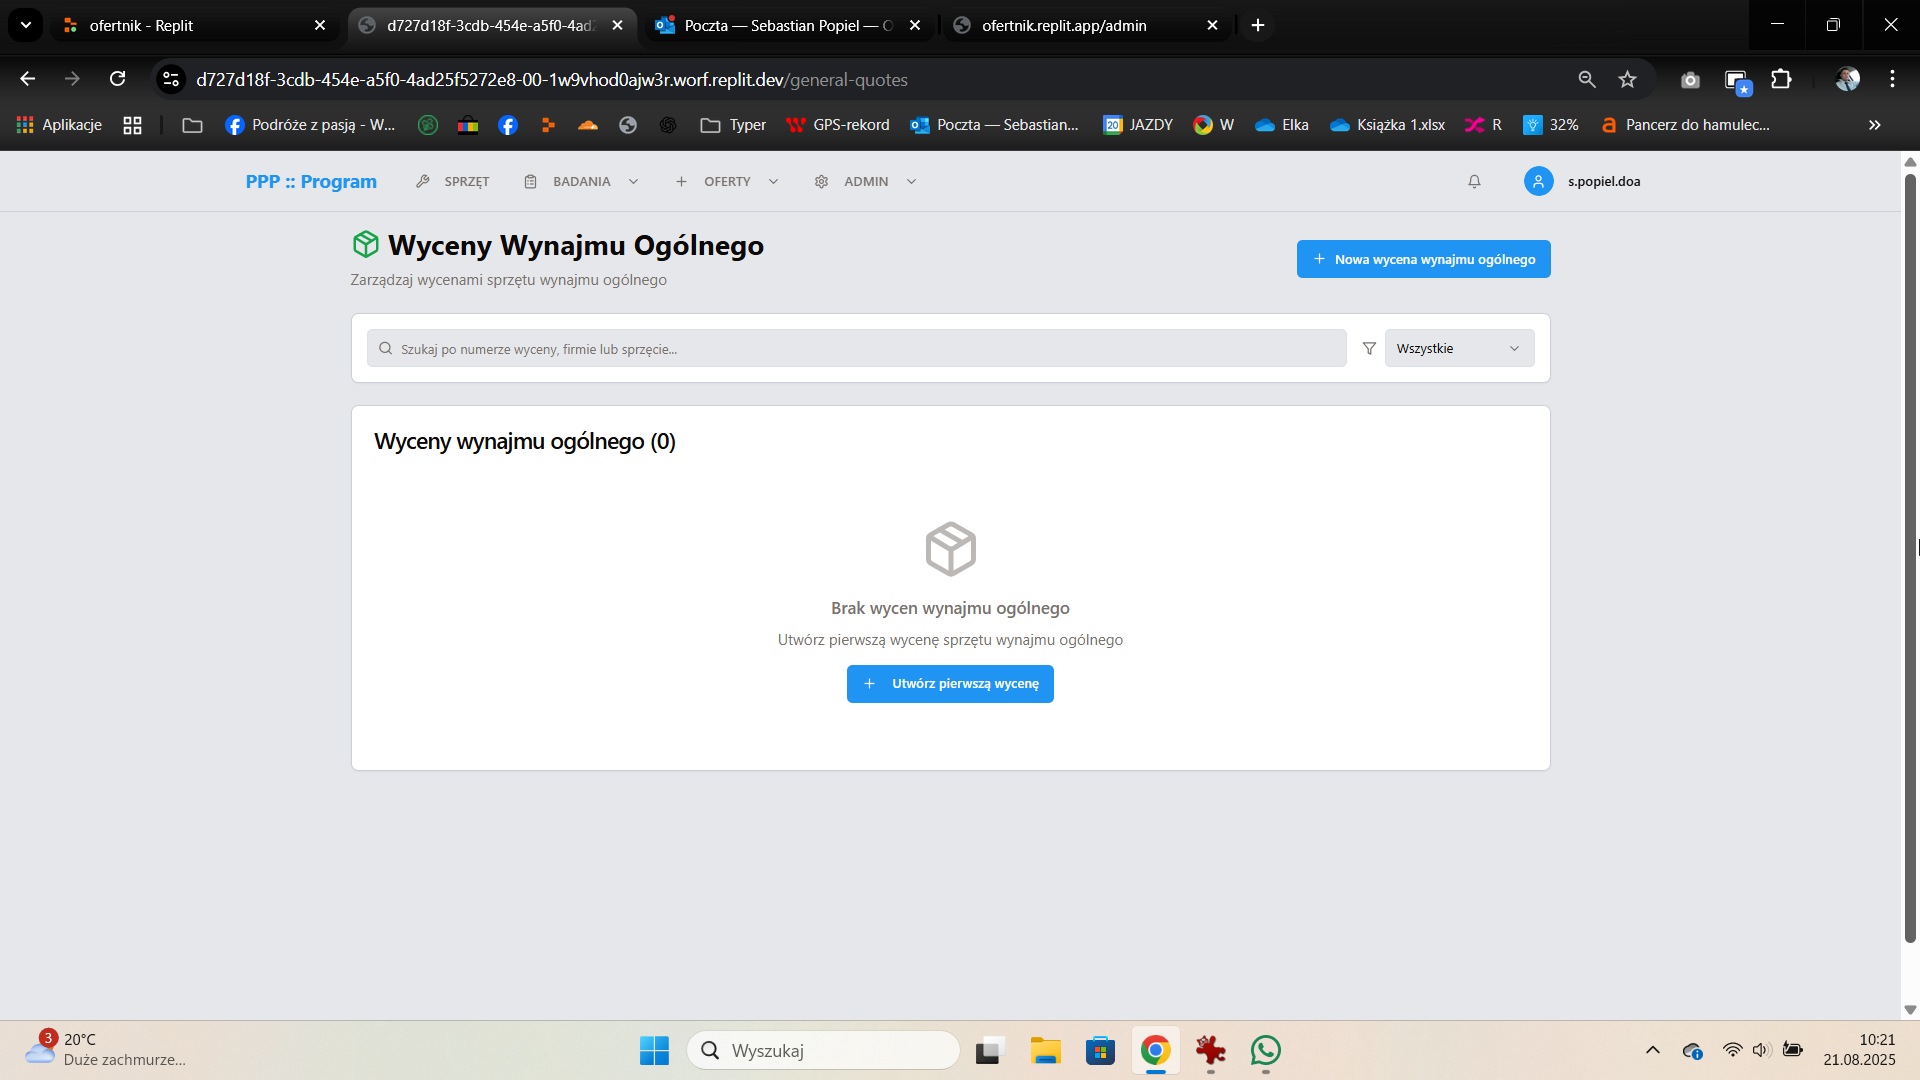 ofertnik - Replit
d727d18f-3cdb-454e-a5f0-4ad2
Poczta — Sebastian Popiel — O
ofertnik.replit.app/admin
d727d18f-3cdb-454e-a5f0-4ad25f5272e8-00-1w9vhod0ajw3r.worf.replit.dev/general-quotes
Aplikacje
Podróże z pasją - W...
Typer
GPS-rekord
Poczta — Sebastian...
20
JAZDY
W
Elka
Książka 1.xlsx
R
32%
Pancerz do hamulec...
PPP :: Program
SPRZĘT
BADANIA
OFERTY
ADMIN
s.popiel.doa
Wyceny Wynajmu Ogólnego
Zarządzaj wycenami sprzętu wynajmu ogólnego
Nowa wycena wynajmu ogólnego
Szukaj po numerze wyceny, firmie lub sprzęcie...
Wszystkie
Wyceny wynajmu ogólnego (0)
Brak wycen wynajmu ogólnego
Utwórz pierwszą wycenę sprzętu wynajmu ogólnego
Utwórz pierwszą wycenę
3
20°C
Duże zachmurze...
Wyszukaj
10:21
21.08.2025